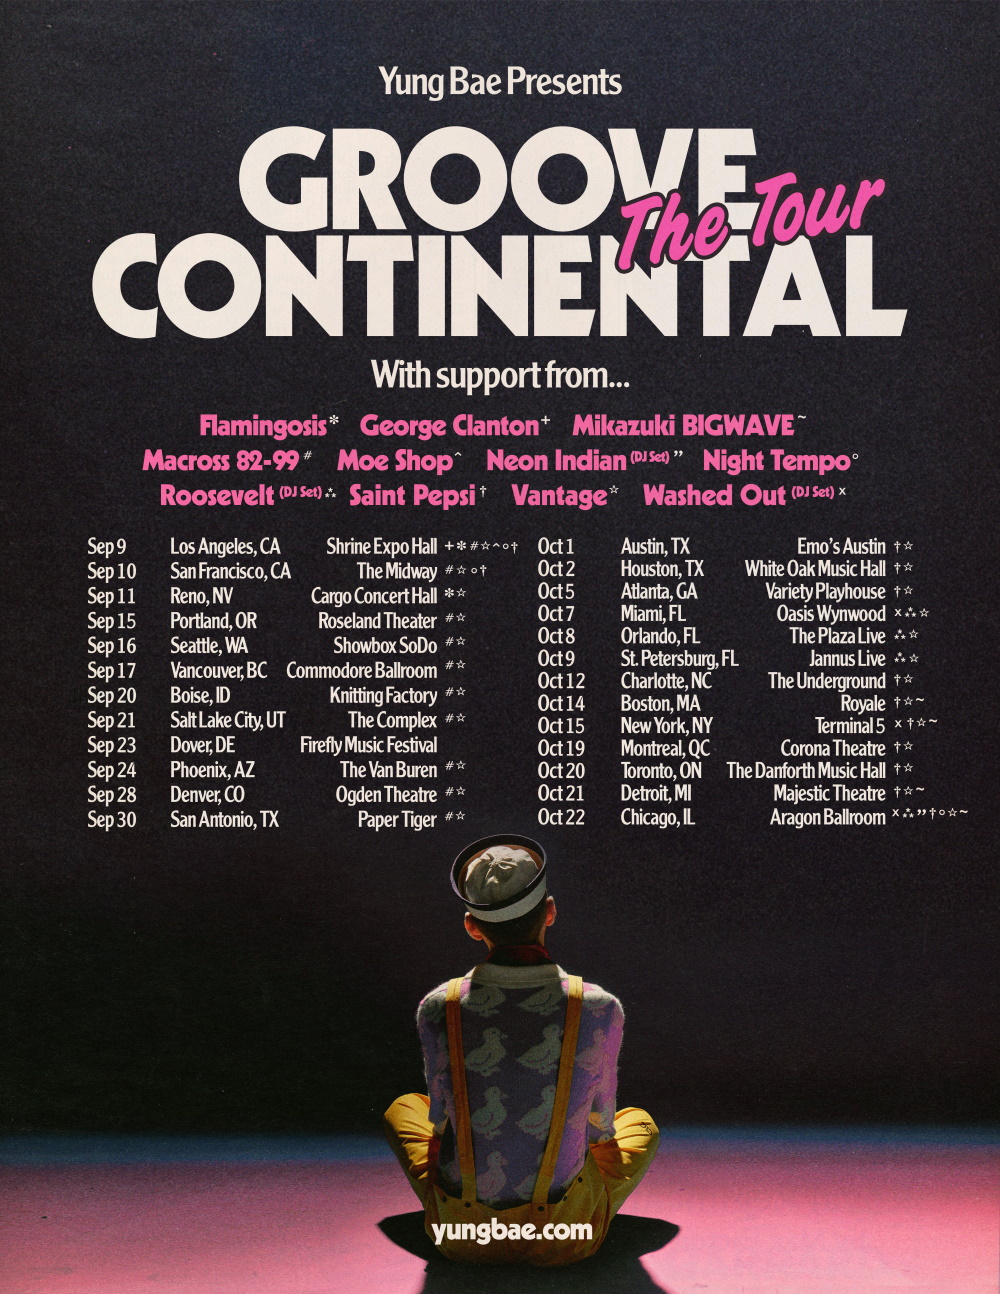 Yung Bae Presents
GROOVE
The Tour
CONTINENTAL
With support from...
Flamingosis* George Clanton+ Mikazuki BIGWAVE~
Macross 82-99 # Moe Shop^ Neon Indian (DJ Set) ” Night Tempo°
Roosevelt (DJ Set) ⁂ Saint Pepsi † Vantage☆ Washed Out (DJ Set) x
Sep 9 Los Angeles, CA Shrine Expo Hall +*#☆^°†
Sep 10 San Francisco, CA The Midway #☆°†
Sep 11 Reno, NV Cargo Concert Hall *☆
Sep 15 Portland, OR Roseland Theater #☆
Sep 16 Seattle, WA Showbox SoDo #☆
Sep 17 Vancouver, BC Commodore Ballroom #☆
Sep 20 Boise, ID Knitting Factory #☆
Sep 21 Salt Lake City, UT The Complex #☆
Sep 23 Dover, DE Firefly Music Festival
Sep 24 Phoenix, AZ The Van Buren #☆
Sep 28 Denver, CO Ogden Theatre #☆
Sep 30 San Antonio, TX Paper Tiger #☆
Oct 1 Austin, TX Emo's Austin †☆
Oct 2 Houston, TX White Oak Music Hall †☆
Oct 5 Atlanta, GA Variety Playhouse †☆
Oct 7 Miami, FL Oasis Wynwood x⁂☆
Oct 8 Orlando, FL The Plaza Live ⁂☆
Oct 9 St. Petersburg, FL Jannus Live ⁂☆
Oct 12 Charlotte, NC The Underground †☆
Oct 14 Boston, MA Royale †☆~
Oct 15 New York, NY Terminal 5 x†☆~
Oct 19 Montreal, QC Corona Theatre †☆
Oct 20 Toronto, ON The Danforth Music Hall †☆
Oct 21 Detroit, MI Majestic Theatre †☆~
Oct 22 Chicago, IL Aragon Ballroom x⁂”†°☆~
yungbae.com